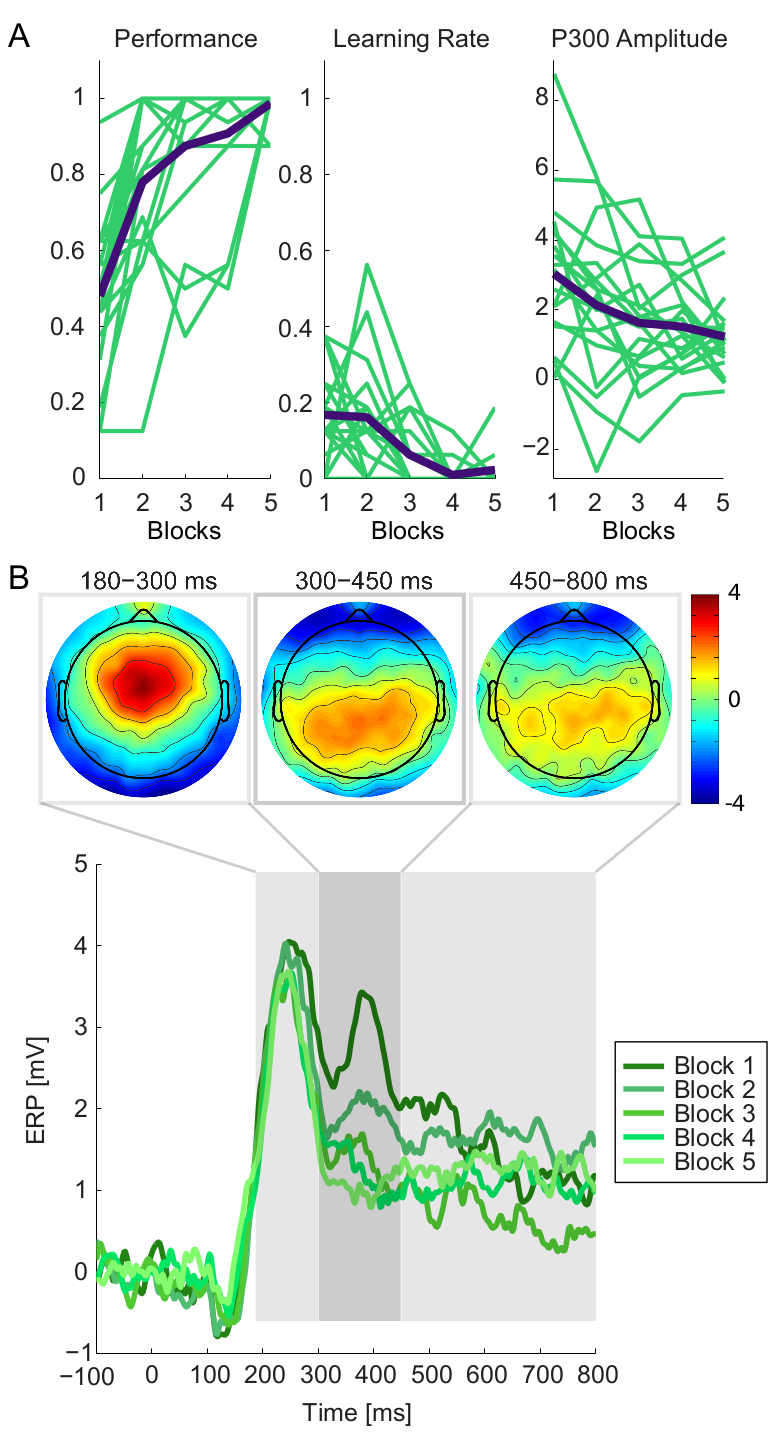 A
Performance
Learning Rate
P300 Amplitude
1
0.8
0.6
0.4
0.2
0
1 2 3 4 5
Blocks
1
0.8
0.6
0.4
0.2
0
1 2 3 4 5
Blocks
8
6
4
2
0
−2
1 2 3 4 5
Blocks
B
180−300 ms
300−450 ms
450−800 ms
4
0
-4
5
4
3
2
1
0
−1
ERP [mV]
−100 0 100 200 300 400 500 600 700 800
Time [ms]
Block 1
Block 2
Block 3
Block 4
Block 5